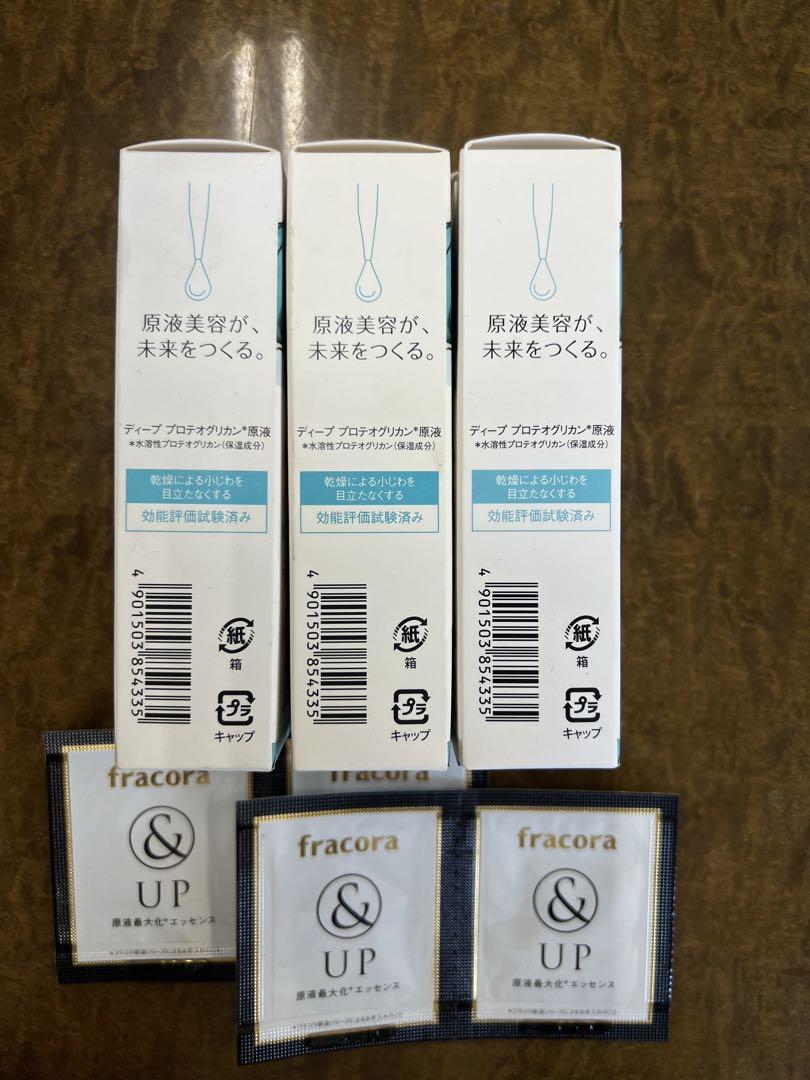 原液美容が、
未来をつくる。
ディープ プロテオグリカン*原液
*水溶性プロテオグリカン(保湿成分)
乾燥による小じわを
目立たなくする
効能評価試験済み
4901503854335
紙
箱
プラ
キャップ
原液美容が、
未来をつくる。
ディープ プロテオグリカン*原液
*水溶性プロテオグリカン(保湿成分)
乾燥による小じわを
目立たなくする
効能評価試験済み
4901503854335
紙
箱
プラ
キャップ
原液美容が、
未来をつくる。
ディープ プロテオグリカン*原液
*水溶性プロテオグリカン(保湿成分)
乾燥による小じわを
目立たなくする
効能評価試験済み
4901503854335
紙
箱
プラ
キャップ
fracora
&
UP
原液最大化*エッセンス
fracora
fracora
&
UP
原液最大化*エッセンス
fracora
&
UP
原液最大化*エッセンス